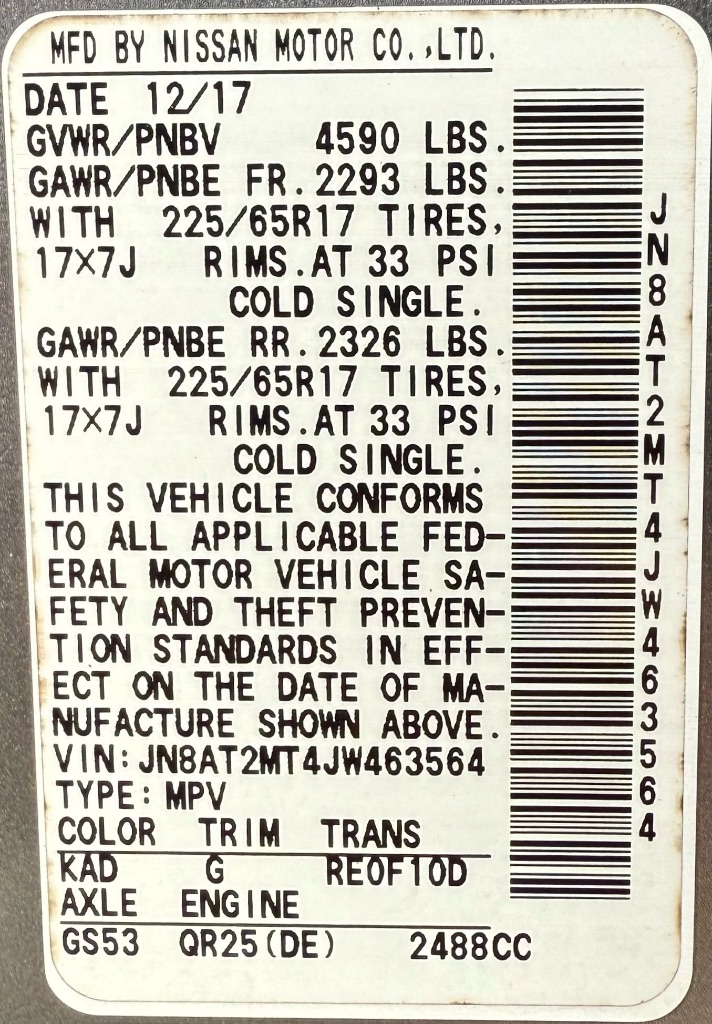 MFD BY NISSAN MOTOR CO.,LTD.
DATE 12/17
GVWR/PNBV 4590 LBS.
GAWR/PNBE FR.2293 LBS.
WITH 225/65R17 TIRES,
17×7J RIMS.AT 33 PSI
COLD SINGLE.
GAWR/PNBE RR.2326 LBS.
WITH 225/65R17 TIRES,
17×7J RIMS.AT 33 PSI
COLD SINGLE.
THIS VEHICLE CONFORMS
TO ALL APPLICABLE FED-
ERAL MOTOR VEHICLE SA-
FETY AND THEFT PREVEN-
TION STANDARDS IN EFF-
ECT ON THE DATE OF MA-
NUFACTURE SHOWN ABOVE.
VIN:JN8AT2MT4JW463564
TYPE:MPV
COLOR TRIM TRANS
KAD G RE0F10D
AXLE ENGINE
GS53 QR25(DE) 2488CC
JN8AT2MT4JW463564